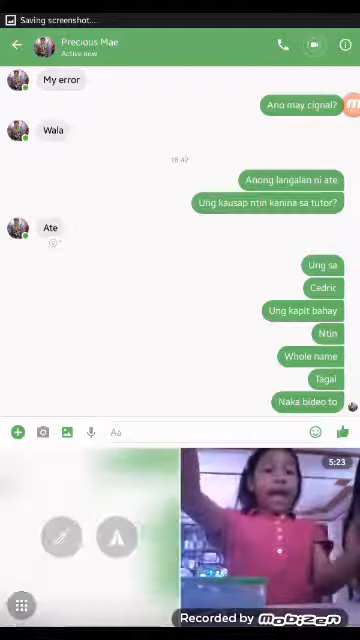 Saving screenshot...
Precious Mae
Active now
My error
Ano may cignal?
Wala
18:42
Anong langalan ni ate
Ung kausap ntin kanina sa tutor?
Ate
Ung sa
Cedric
Ung kapit bahay
Ntin
Whole name
Tagal
Naka bideo to
Aa
5:23
Recorded by mobizen